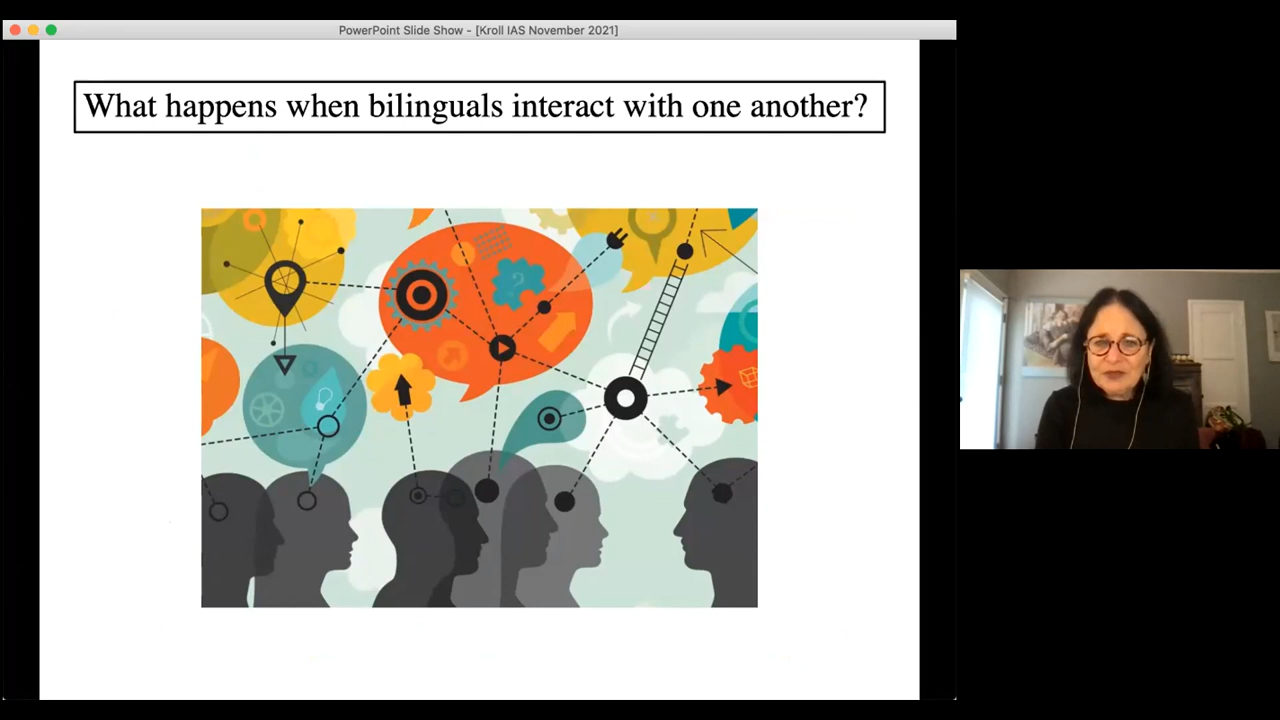 PowerPoint Slide Show - [Kroll IAS November 2021]
What happens when bilinguals interact with one another?
?